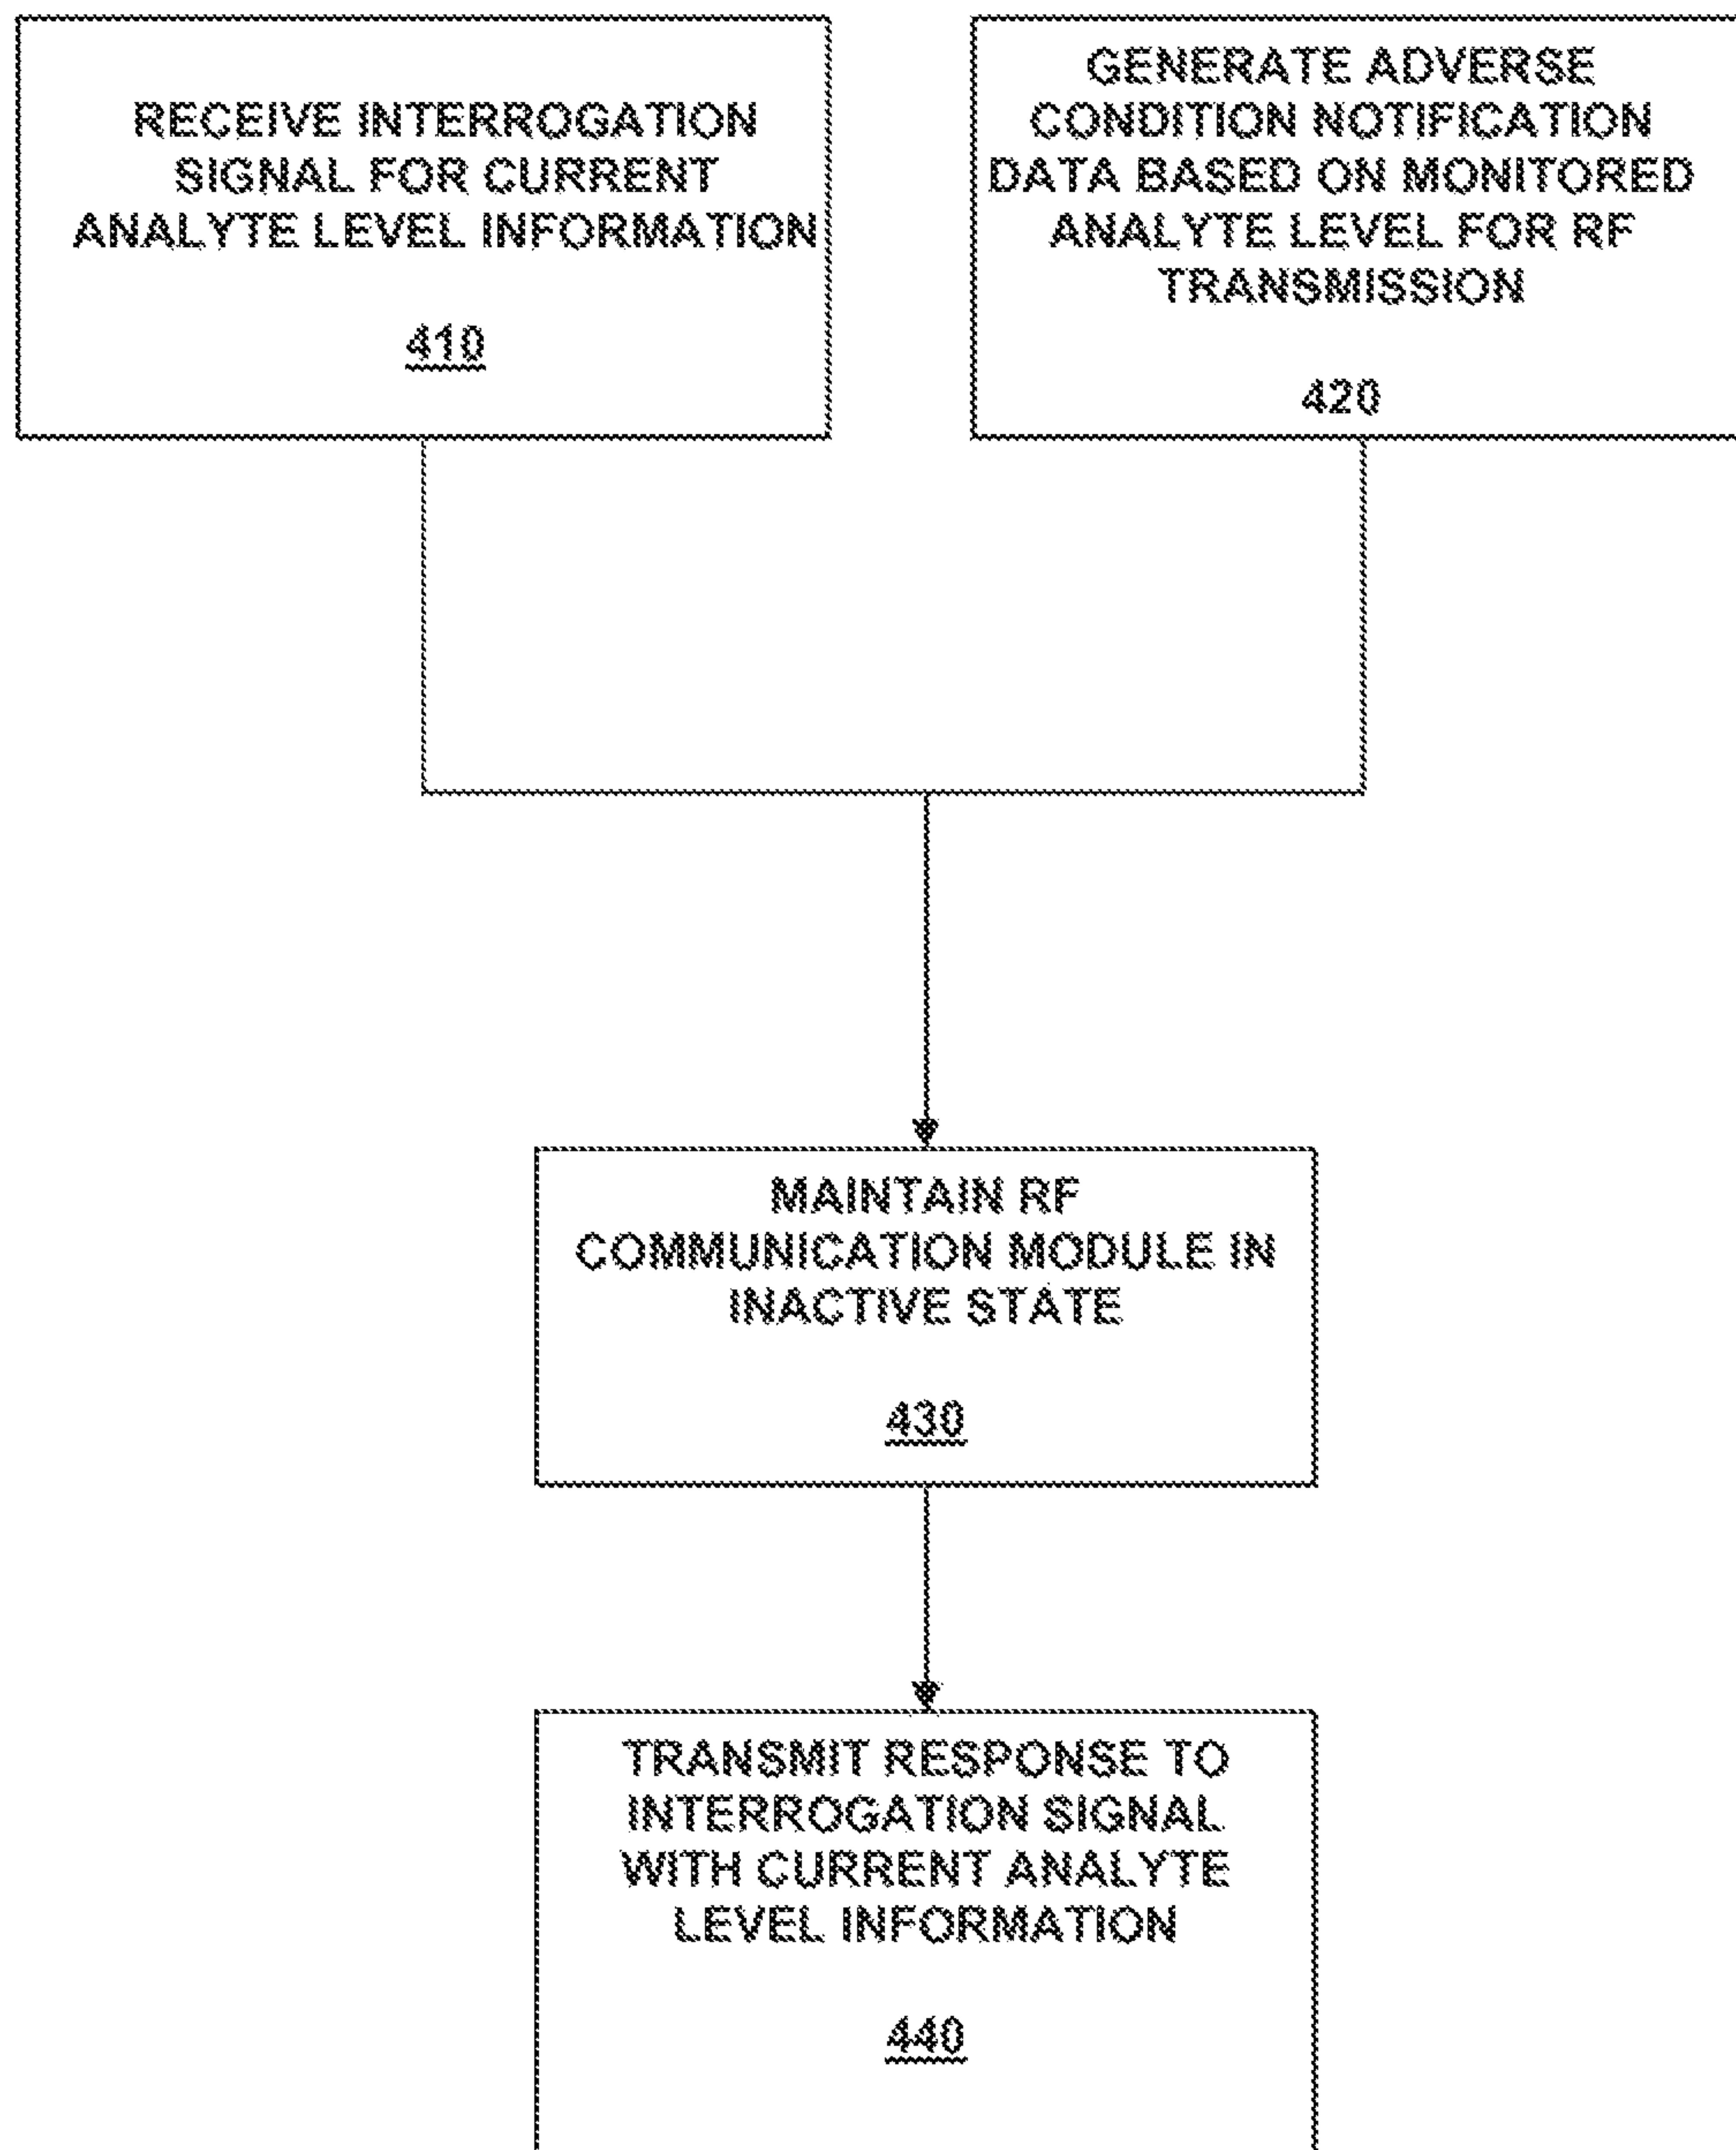 RECEIVE INTERROGATION
SIGNAL FOR CURRENT
ANALYTE LEVEL INFORMATION
410
GENERATE ADVERSE
CONDITION NOTIFICATION
DATA BASED ON MONITORED
ANALYTE LEVEL FOR RF
TRANSMISSION
420
MAINTAIN RF
COMMUNICATION MODULE IN
INACTIVE STATE
430
TRANSMIT RESPONSE TO
INTERROGATION SIGNAL
WITH CURRENT ANALYTE
LEVEL INFORMATION
440